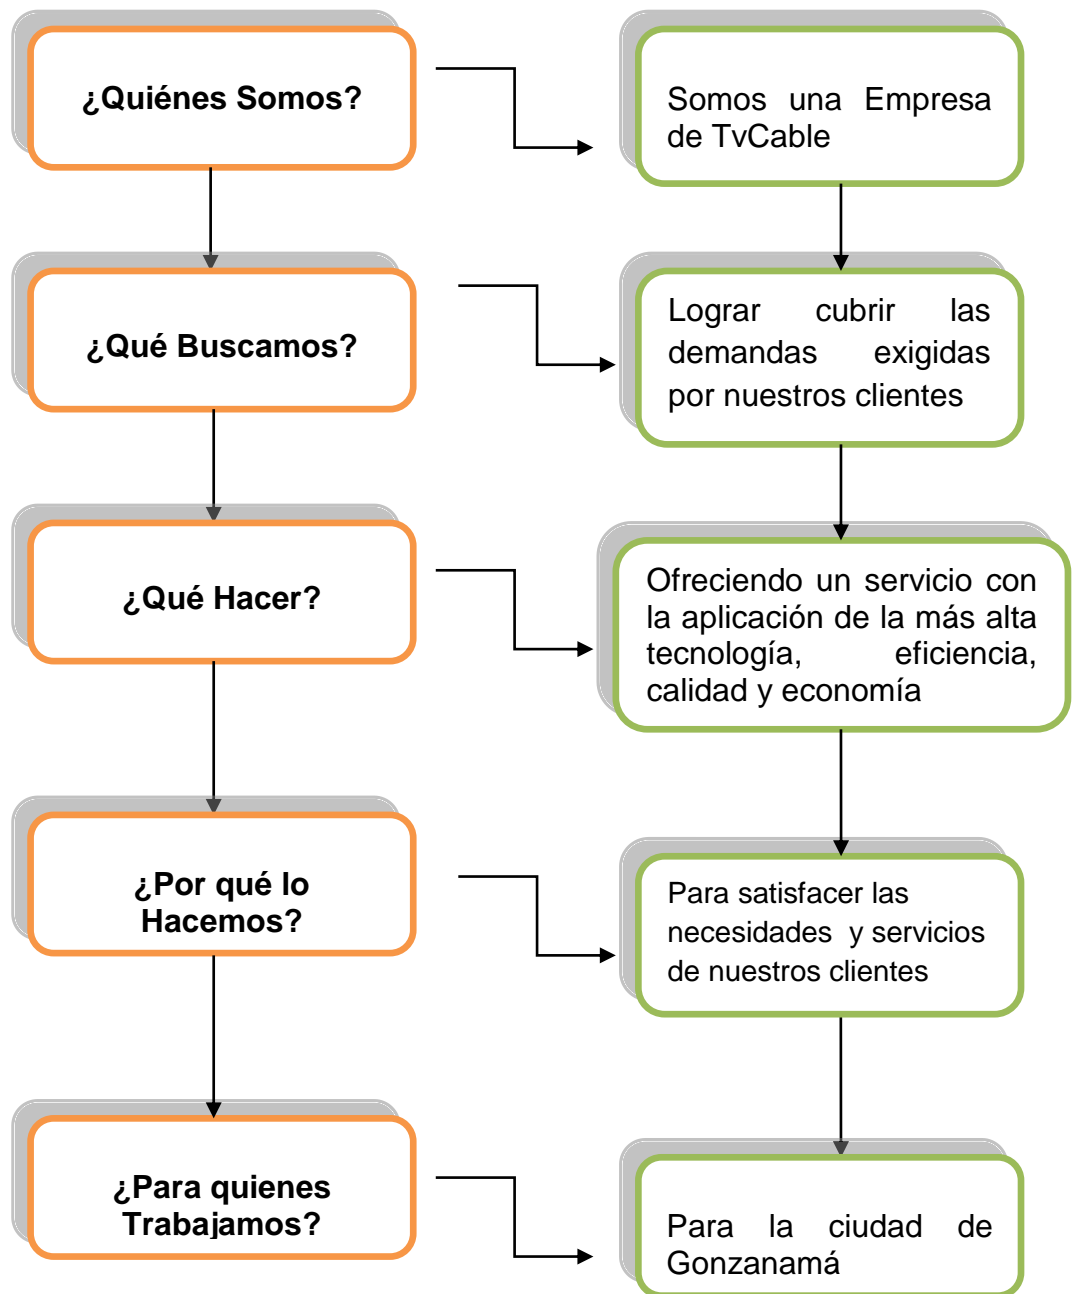 ¿Quiénes Somos?
Somos una Empresa
de TvCable
¿Qué Buscamos?
Lograr cubrir las
demandas exigidas
por nuestros clientes
¿Qué Hacer?
Ofreciendo un servicio con
la aplicación de la más alta
tecnología, eficiencia,
calidad y economía
¿Por qué lo
Hacemos?
Para satisfacer las
necesidades y servicios
de nuestros clientes
¿Para quienes
Trabajamos?
Para la ciudad de
Gonzanamá